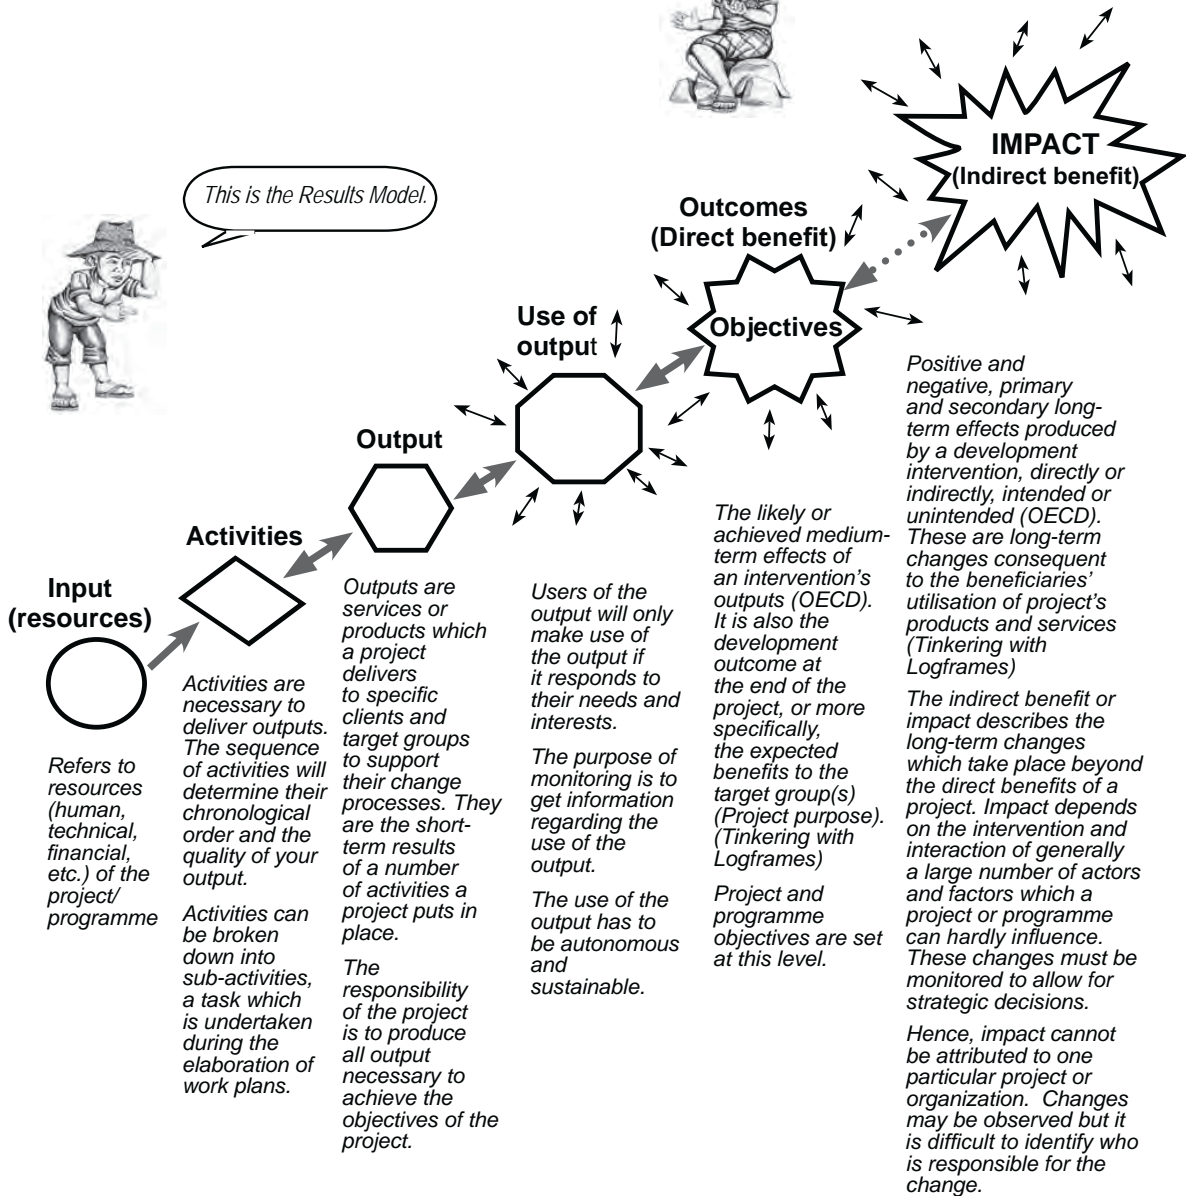 This is the Results Model.
IMPACT
(Indirect benefit)
Outcomes
(Direct benefit)
Objectives
Use of
output
Output
Activities
Input
(resources)
Refers to
resources
(human,
technical,
financial,
etc.) of the
project/
programme
Activities are
necessary to
deliver outputs.
The sequence
of activities will
determine their
chronological
order and the
quality of your
output.
Activities can
be broken
down into
sub-activities,
a task which
is undertaken
during the
elaboration of
work plans.
Outputs are
services or
products which
a project
delivers
to specific
clients and
target groups
to support
their change
processes. They
are the short-
term results
of a number
of activities a
project puts in
place.
The
responsibility
of the project
is to produce
all output
necessary to
achieve the
objectives of the
project.
Users of the
output will only
make use of
the output if
it responds to
their needs and
interests.
The purpose of
monitoring is to
get information
regarding the
use of the
output.
The use of the
output has to
be autonomous
and
sustainable.
The likely or
achieved medium-
term effects of
an intervention's
outputs (OECD).
It is also the
development
outcome at
the end of the
project, or more
specifically,
the expected
benefits to the
target group(s)
(Project purpose).
(Tinkering with
Logframes)
Project and
programme
objectives are set
at this level.
Positive and
negative, primary
and secondary long-
term effects produced
by a development
intervention, directly or
indirectly, intended or
unintended (OECD).
These are long-term
changes consequent
to the beneficiaries'
utilisation of project's
products and services
(Tinkering with
Logframes)
The indirect benefit or
impact describes the
long-term changes
which take place beyond
the direct benefits of a
project. Impact depends
on the intervention and
interaction of generally
a large number of actors
and factors which a
project or programme
can hardly influence.
These changes must be
monitored to allow for
strategic decisions.
Hence, impact cannot
be attributed to one
particular project or
organization. Changes
may be observed but it
is difficult to identify who
is responsible for the
change.